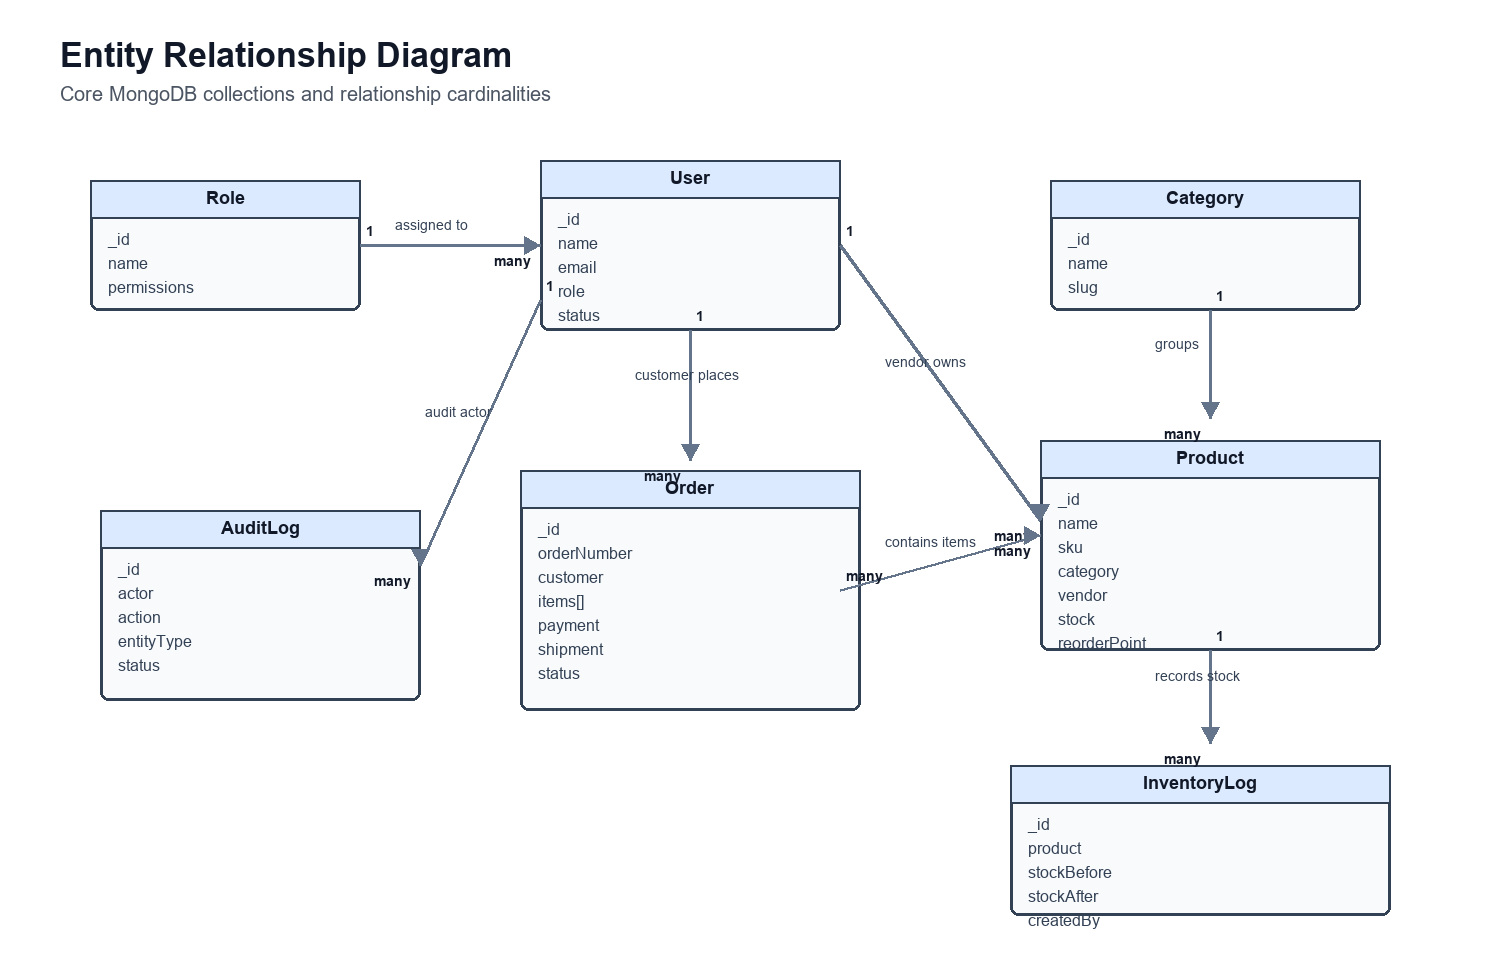 Entity Relationship Diagram
Core MongoDB collections and relationship cardinalities
Role
_id
name
permissions
1
assigned to
many
User
_id
name
email
role
status
1
1
1
Category
_id
name
slug
1
groups
many
vendor owns
customer places
many
audit actor
many
AuditLog
_id
actor
action
entityType
status
Order
_id
orderNumber
customer
items[]
payment
shipment
status
many
contains items
many
many
Product
_id
name
sku
category
vendor
stock
reorderPoint
1
records stock
many
InventoryLog
_id
product
stockBefore
stockAfter
createdBy